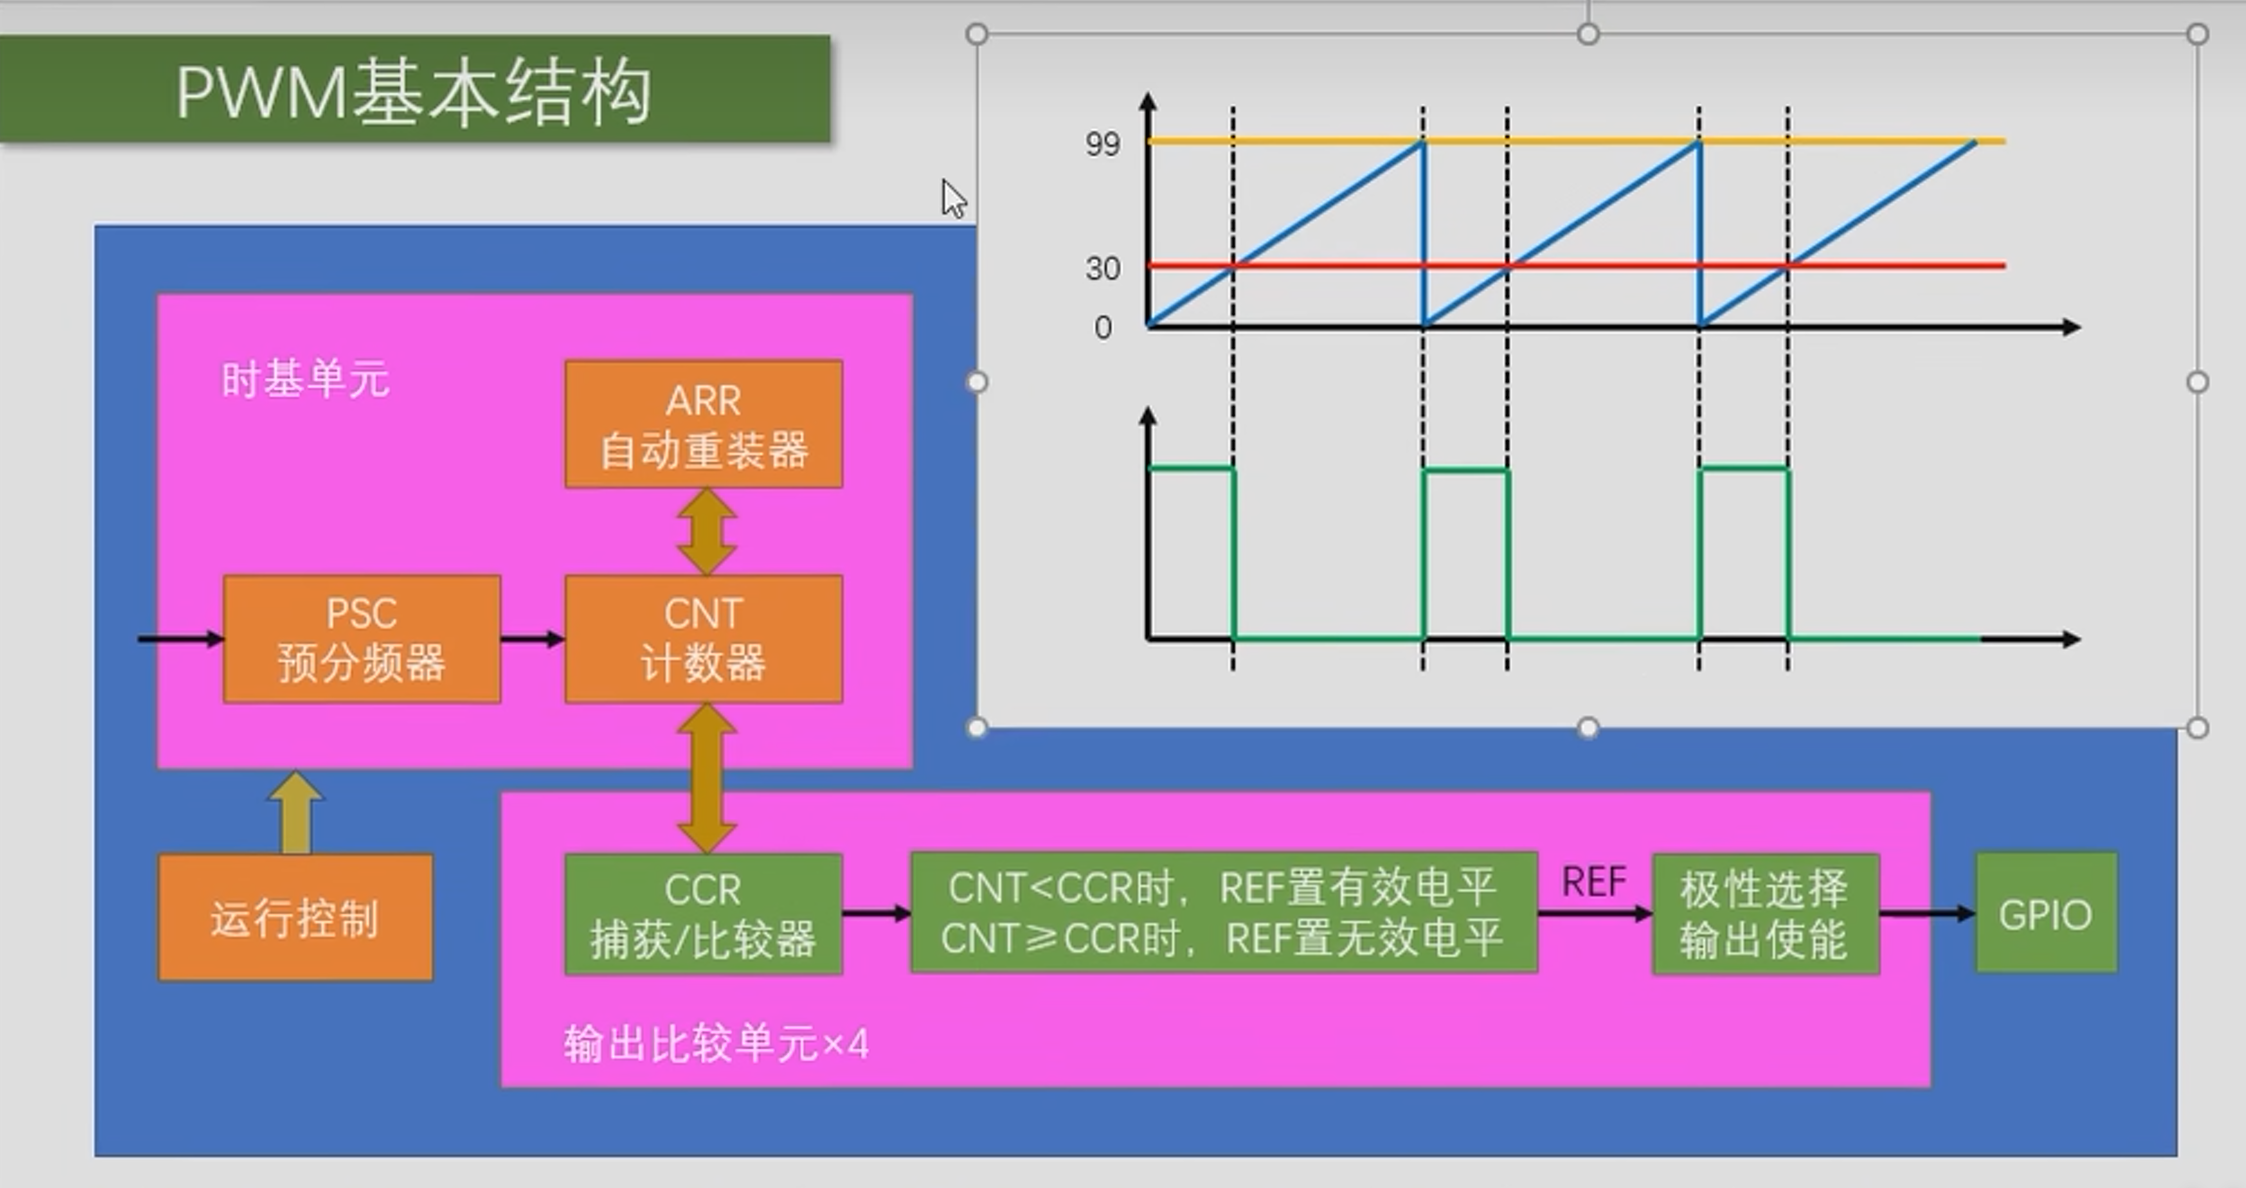 PWM基本结构
99
30
0
时基单元
ARR
自动重装器
PSC
预分频器
CNT
计数器
运行控制
CCR
捕获/比较器
CNT<CCR时，REF置有效电平
CNT≥CCR时，REF置无效电平
REF
极性选择
输出使能
GPIO
输出比较单元×4